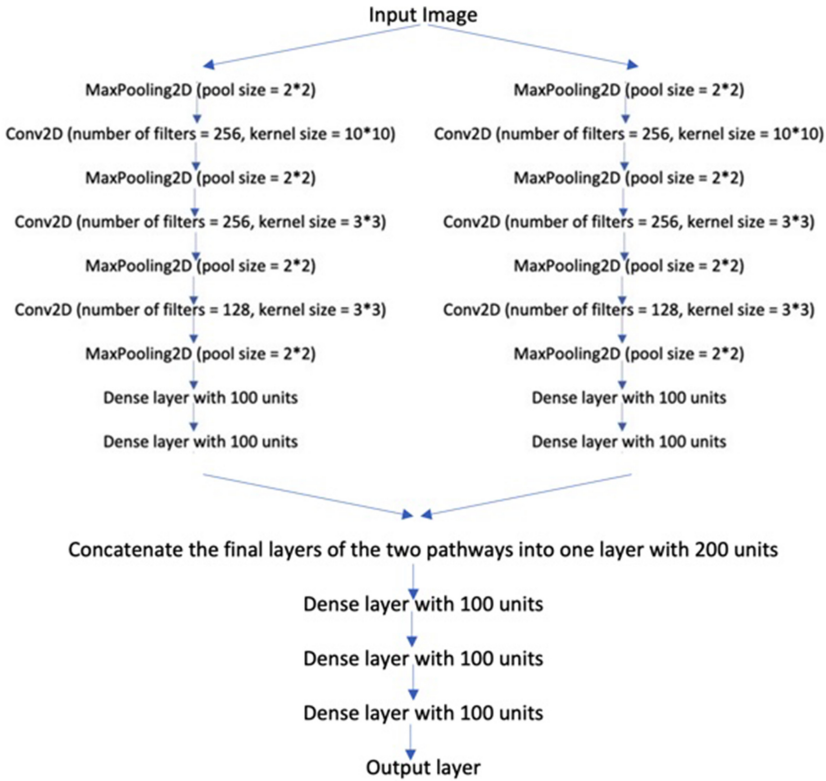 Input Image
MaxPooling2D (pool size = 2*2)
Conv2D (number of filters = 256, kernel size = 10*10)
MaxPooling2D (pool size = 2*2)
Conv2D (number of filters = 256, kernel size = 3*3)
MaxPooling2D (pool size = 2*2)
Conv2D (number of filters = 128, kernel size = 3*3)
MaxPooling2D (pool size = 2*2)
Dense layer with 100 units
Dense layer with 100 units
MaxPooling2D (pool size = 2*2)
Conv2D (number of filters = 256, kernel size = 10*10)
MaxPooling2D (pool size = 2*2)
Conv2D (number of filters = 256, kernel size = 3*3)
MaxPooling2D (pool size = 2*2)
Conv2D (number of filters = 128, kernel size = 3*3)
MaxPooling2D (pool size = 2*2)
Dense layer with 100 units
Dense layer with 100 units
Concatenate the final layers of the two pathways into one layer with 200 units
Dense layer with 100 units
Dense layer with 100 units
Dense layer with 100 units
Output layer